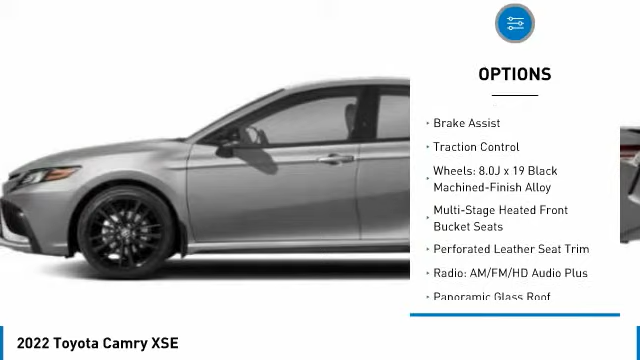 OPTIONS
Brake Assist
Traction Control
Wheels: 8.0J x 19 Black
Machined-Finish Alloy
Multi-Stage Heated Front
Bucket Seats
Perforated Leather Seat Trim
Radio: AM/FM/HD Audio Plus
Panoramic Glass Roof
2022 Toyota Camry XSE